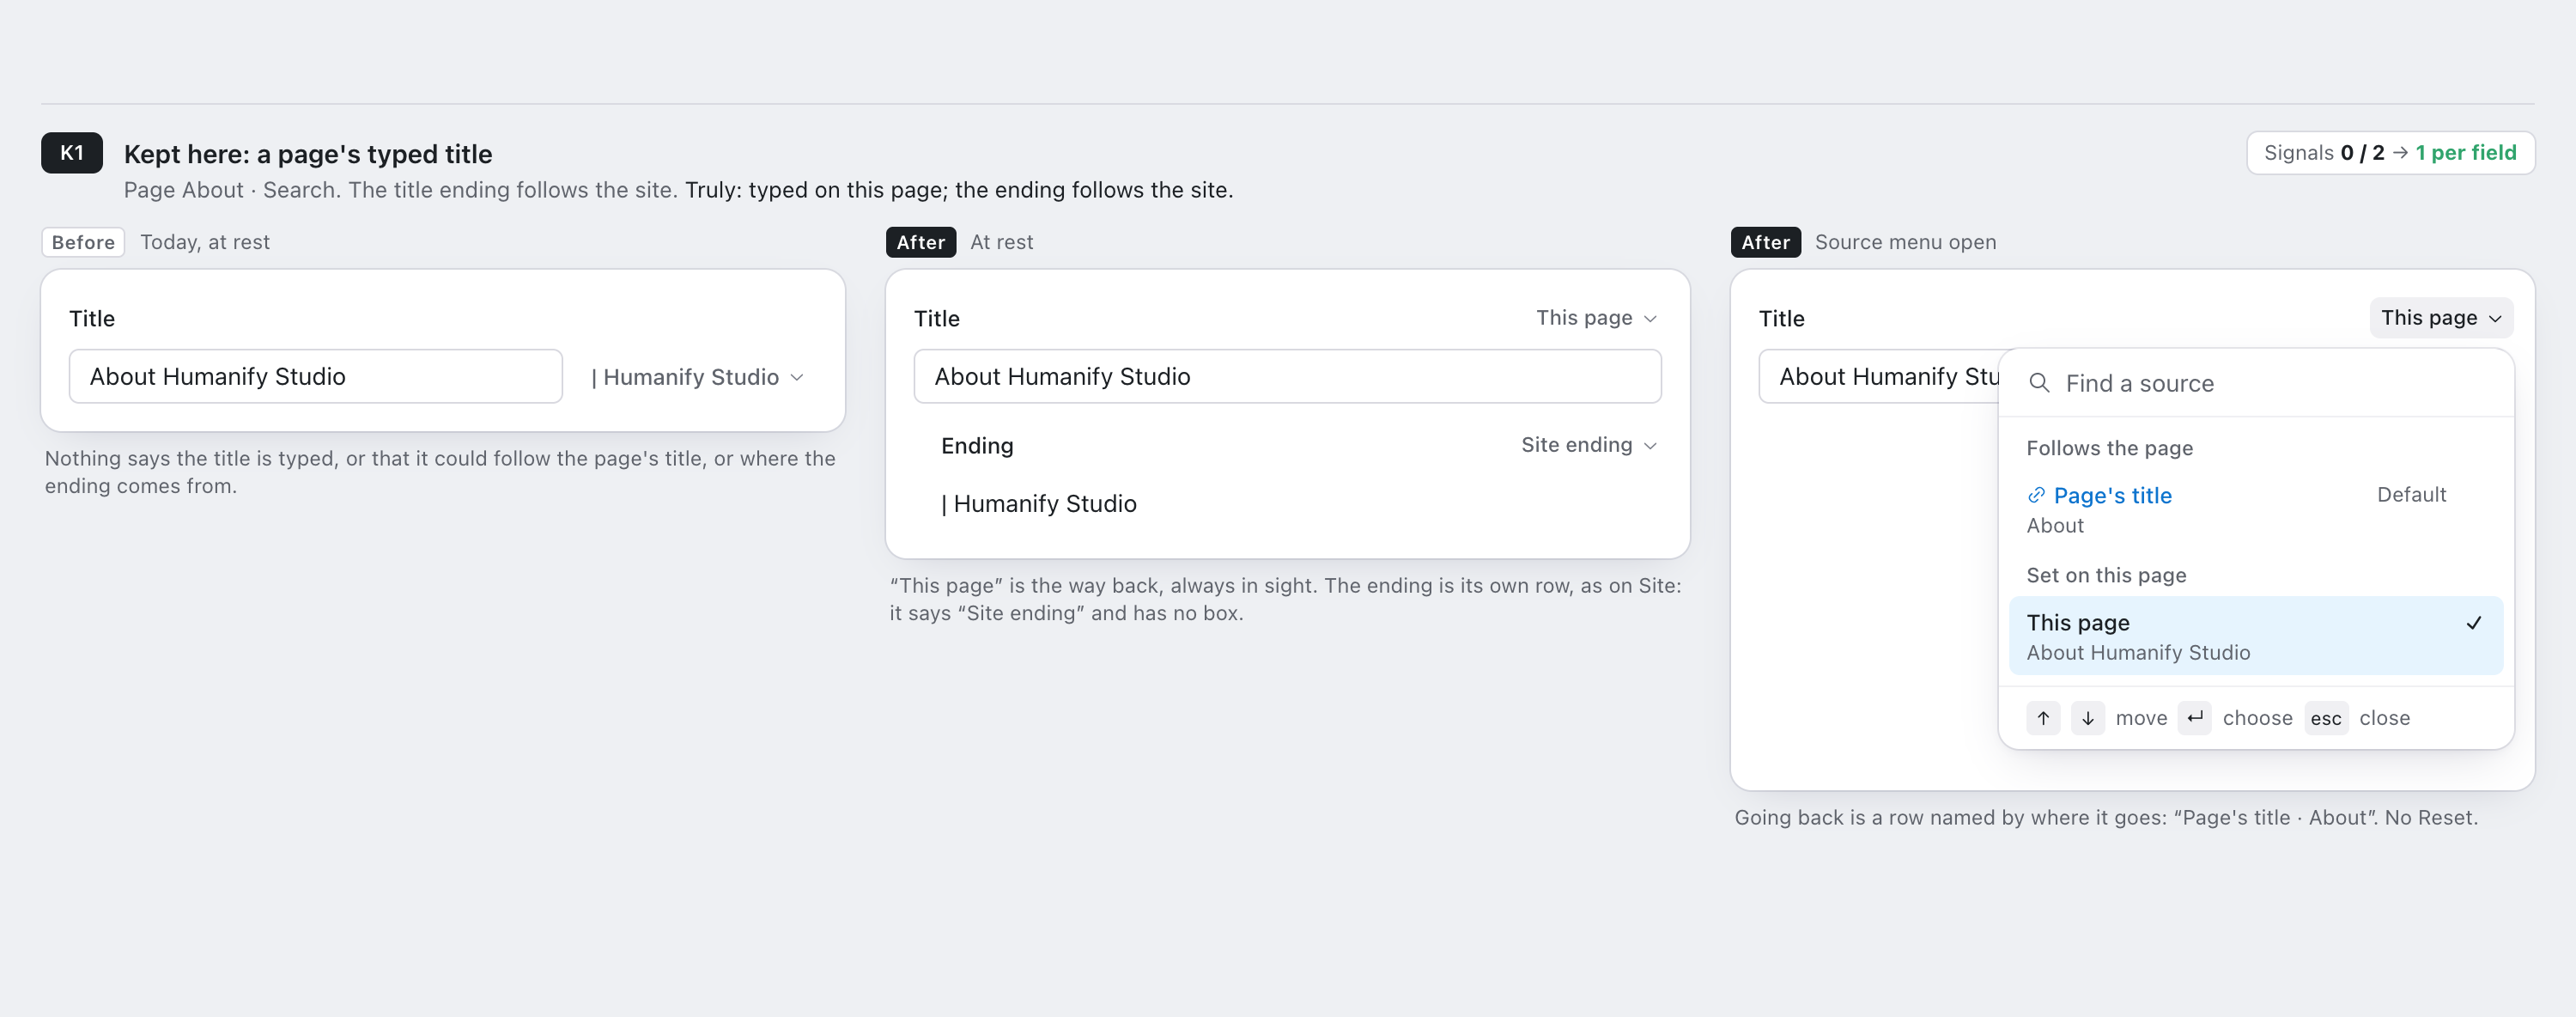 K1
Kept here: a page's typed title
Signals 0 / 2 → 1 per field
Page About · Search. The title ending follows the site. Truly: typed on this page; the ending follows the site.
Before
Today, at rest
Title
About Humanify Studio
| Humanify Studio
Nothing says the title is typed, or that it could follow the page's title, or where the
ending comes from.
After
At rest
Title
This page
About Humanify Studio
Ending
Site ending
| Humanify Studio
“This page” is the way back, always in sight. The ending is its own row, as on Site:
it says “Site ending” and has no box.
After
Source menu open
Title
This page
About Humanify Stu
Find a source
Follows the page
Page's title
Default
About
Set on this page
This page
About Humanify Studio
↑ ↓ move ↵ choose esc close
Going back is a row named by where it goes: “Page's title · About”. No Reset.